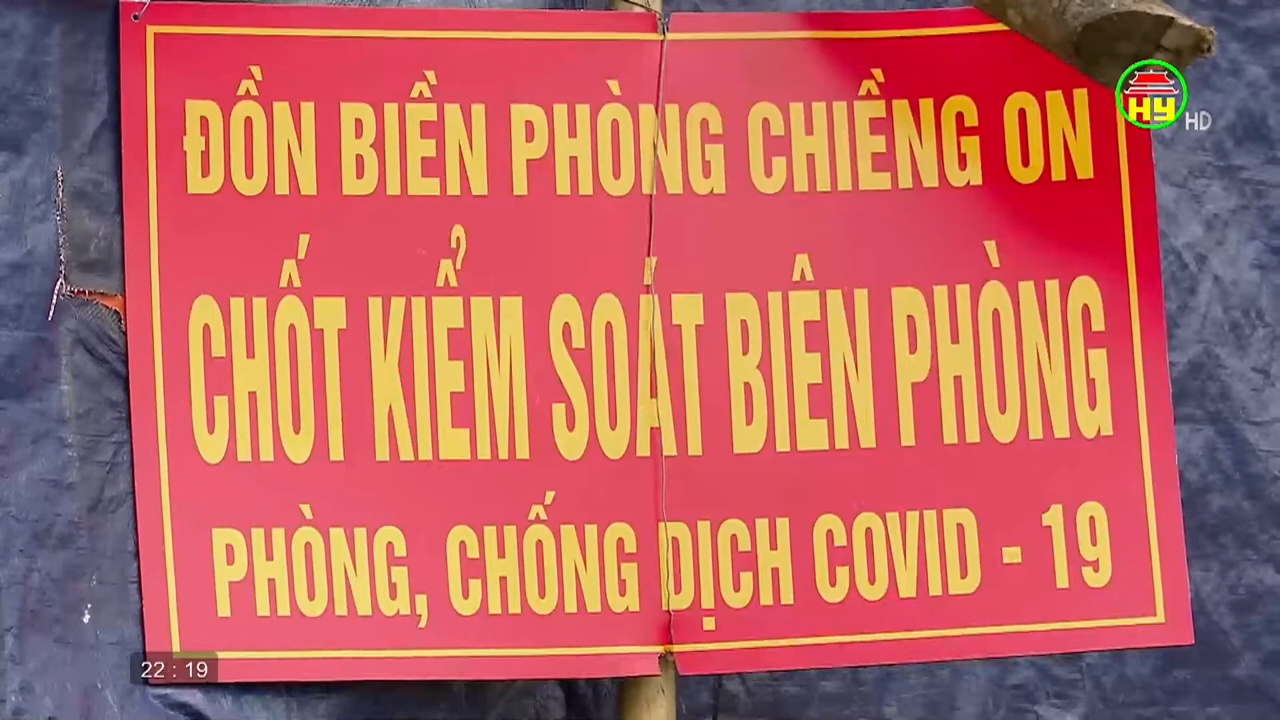 ĐỒN BIÊN PHÒNG CHIỀNG ON
CHỐT KIỂM SOÁT BIÊN PHÒNG
PHÒNG, CHỐNG DỊCH COVID - 19
HY HD
22 : 19